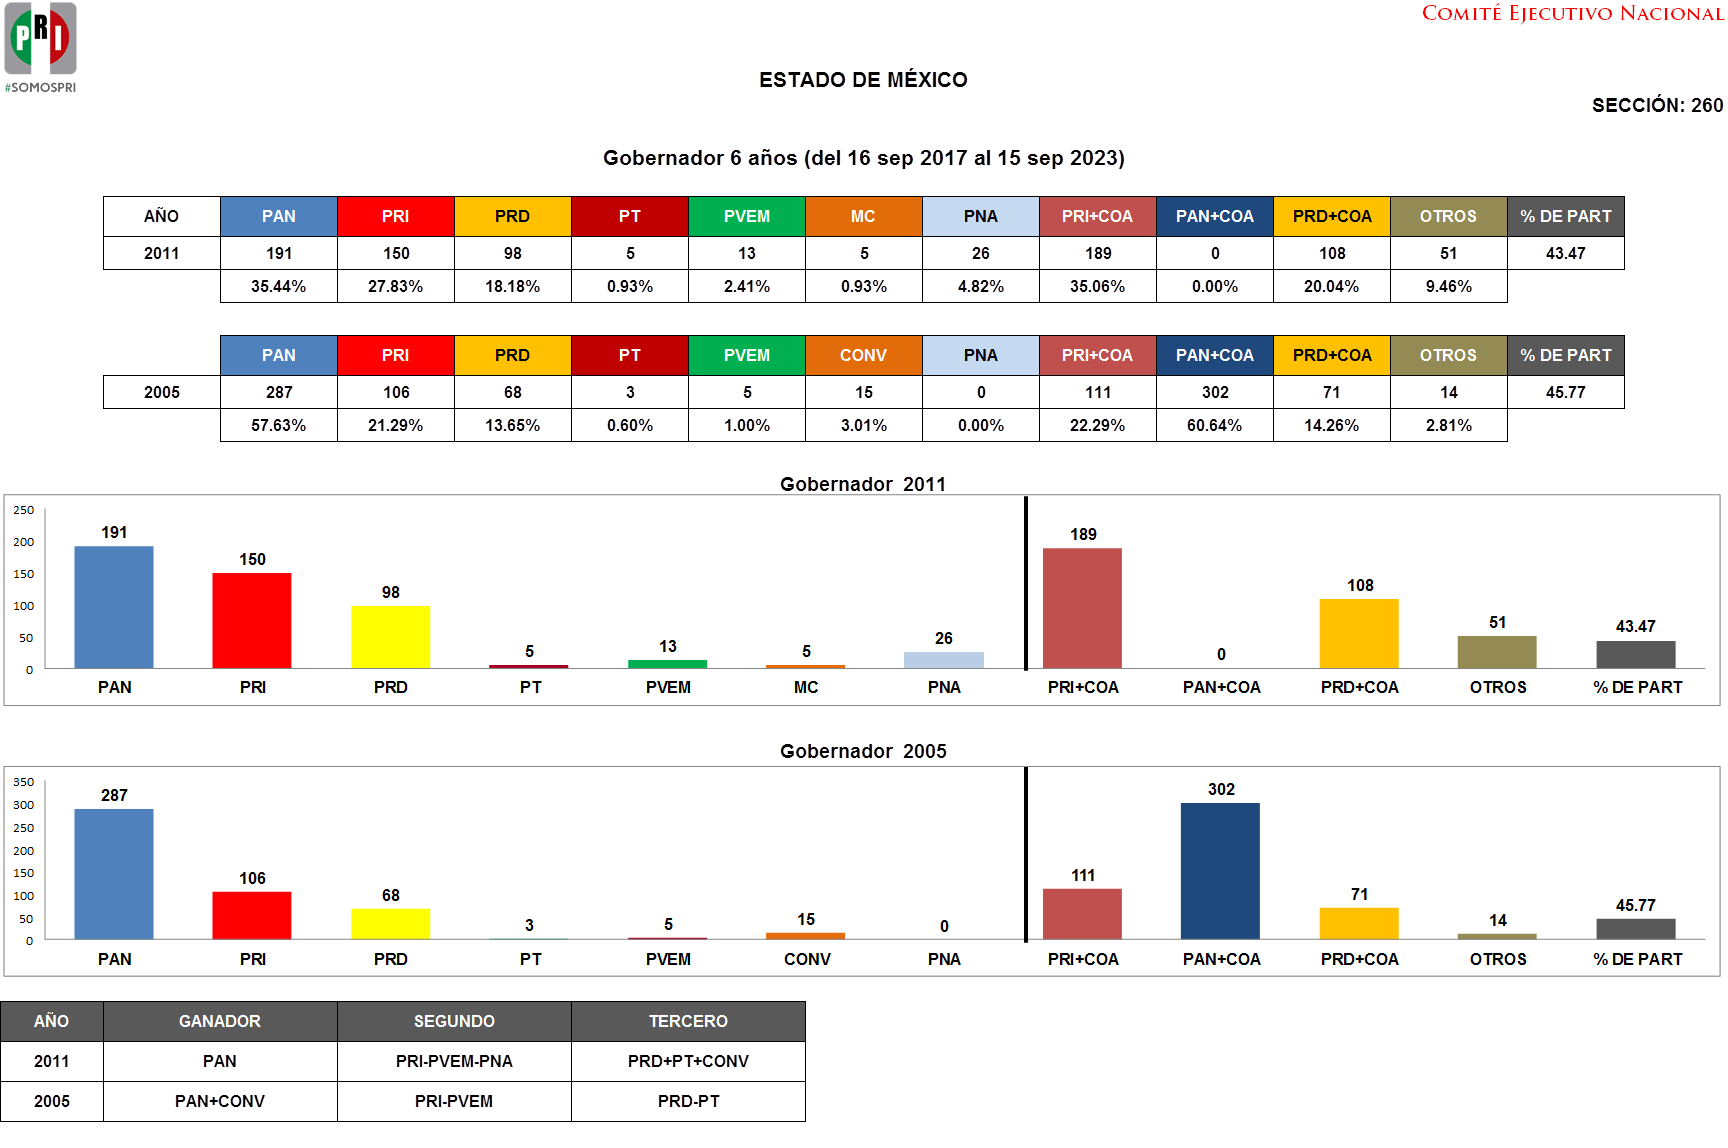 PRI
#SOMOSPRI
COMITÉ EJECUTIVO NACIONAL
ESTADO DE MÉXICO
SECCIÓN: 260
Gobernador 6 años (del 16 sep 2017 al 15 sep 2023)
AÑO PAN PRI PRD PT PVEM MC PNA PRI+COA PAN+COA PRD+COA OTROS % DE PART
2011 191 150 98 5 13 5 26 189 0 108 51 43.47
35.44% 27.83% 18.18% 0.93% 2.41% 0.93% 4.82% 35.06% 0.00% 20.04% 9.46%
PAN PRI PRD PT PVEM CONV PNA PRI+COA PAN+COA PRD+COA OTROS % DE PART
2005 287 106 68 3 5 15 0 111 302 71 14 45.77
57.63% 21.29% 13.65% 0.60% 1.00% 3.01% 0.00% 22.29% 60.64% 14.26% 2.81%
Gobernador 2011
250
200
150
100
50
0
191 150 98 5 13 5 26 189 0 108 51 43.47
PAN PRI PRD PT PVEM MC PNA PRI+COA PAN+COA PRD+COA OTROS % DE PART
Gobernador 2005
350
300
250
200
150
100
50
0
287 106 68 3 5 15 0 111 302 71 14 45.77
PAN PRI PRD PT PVEM CONV PNA PRI+COA PAN+COA PRD+COA OTROS % DE PART
AÑO GANADOR SEGUNDO TERCERO
2011 PAN PRI-PVEM-PNA PRD+PT+CONV
2005 PAN+CONV PRI-PVEM PRD-PT